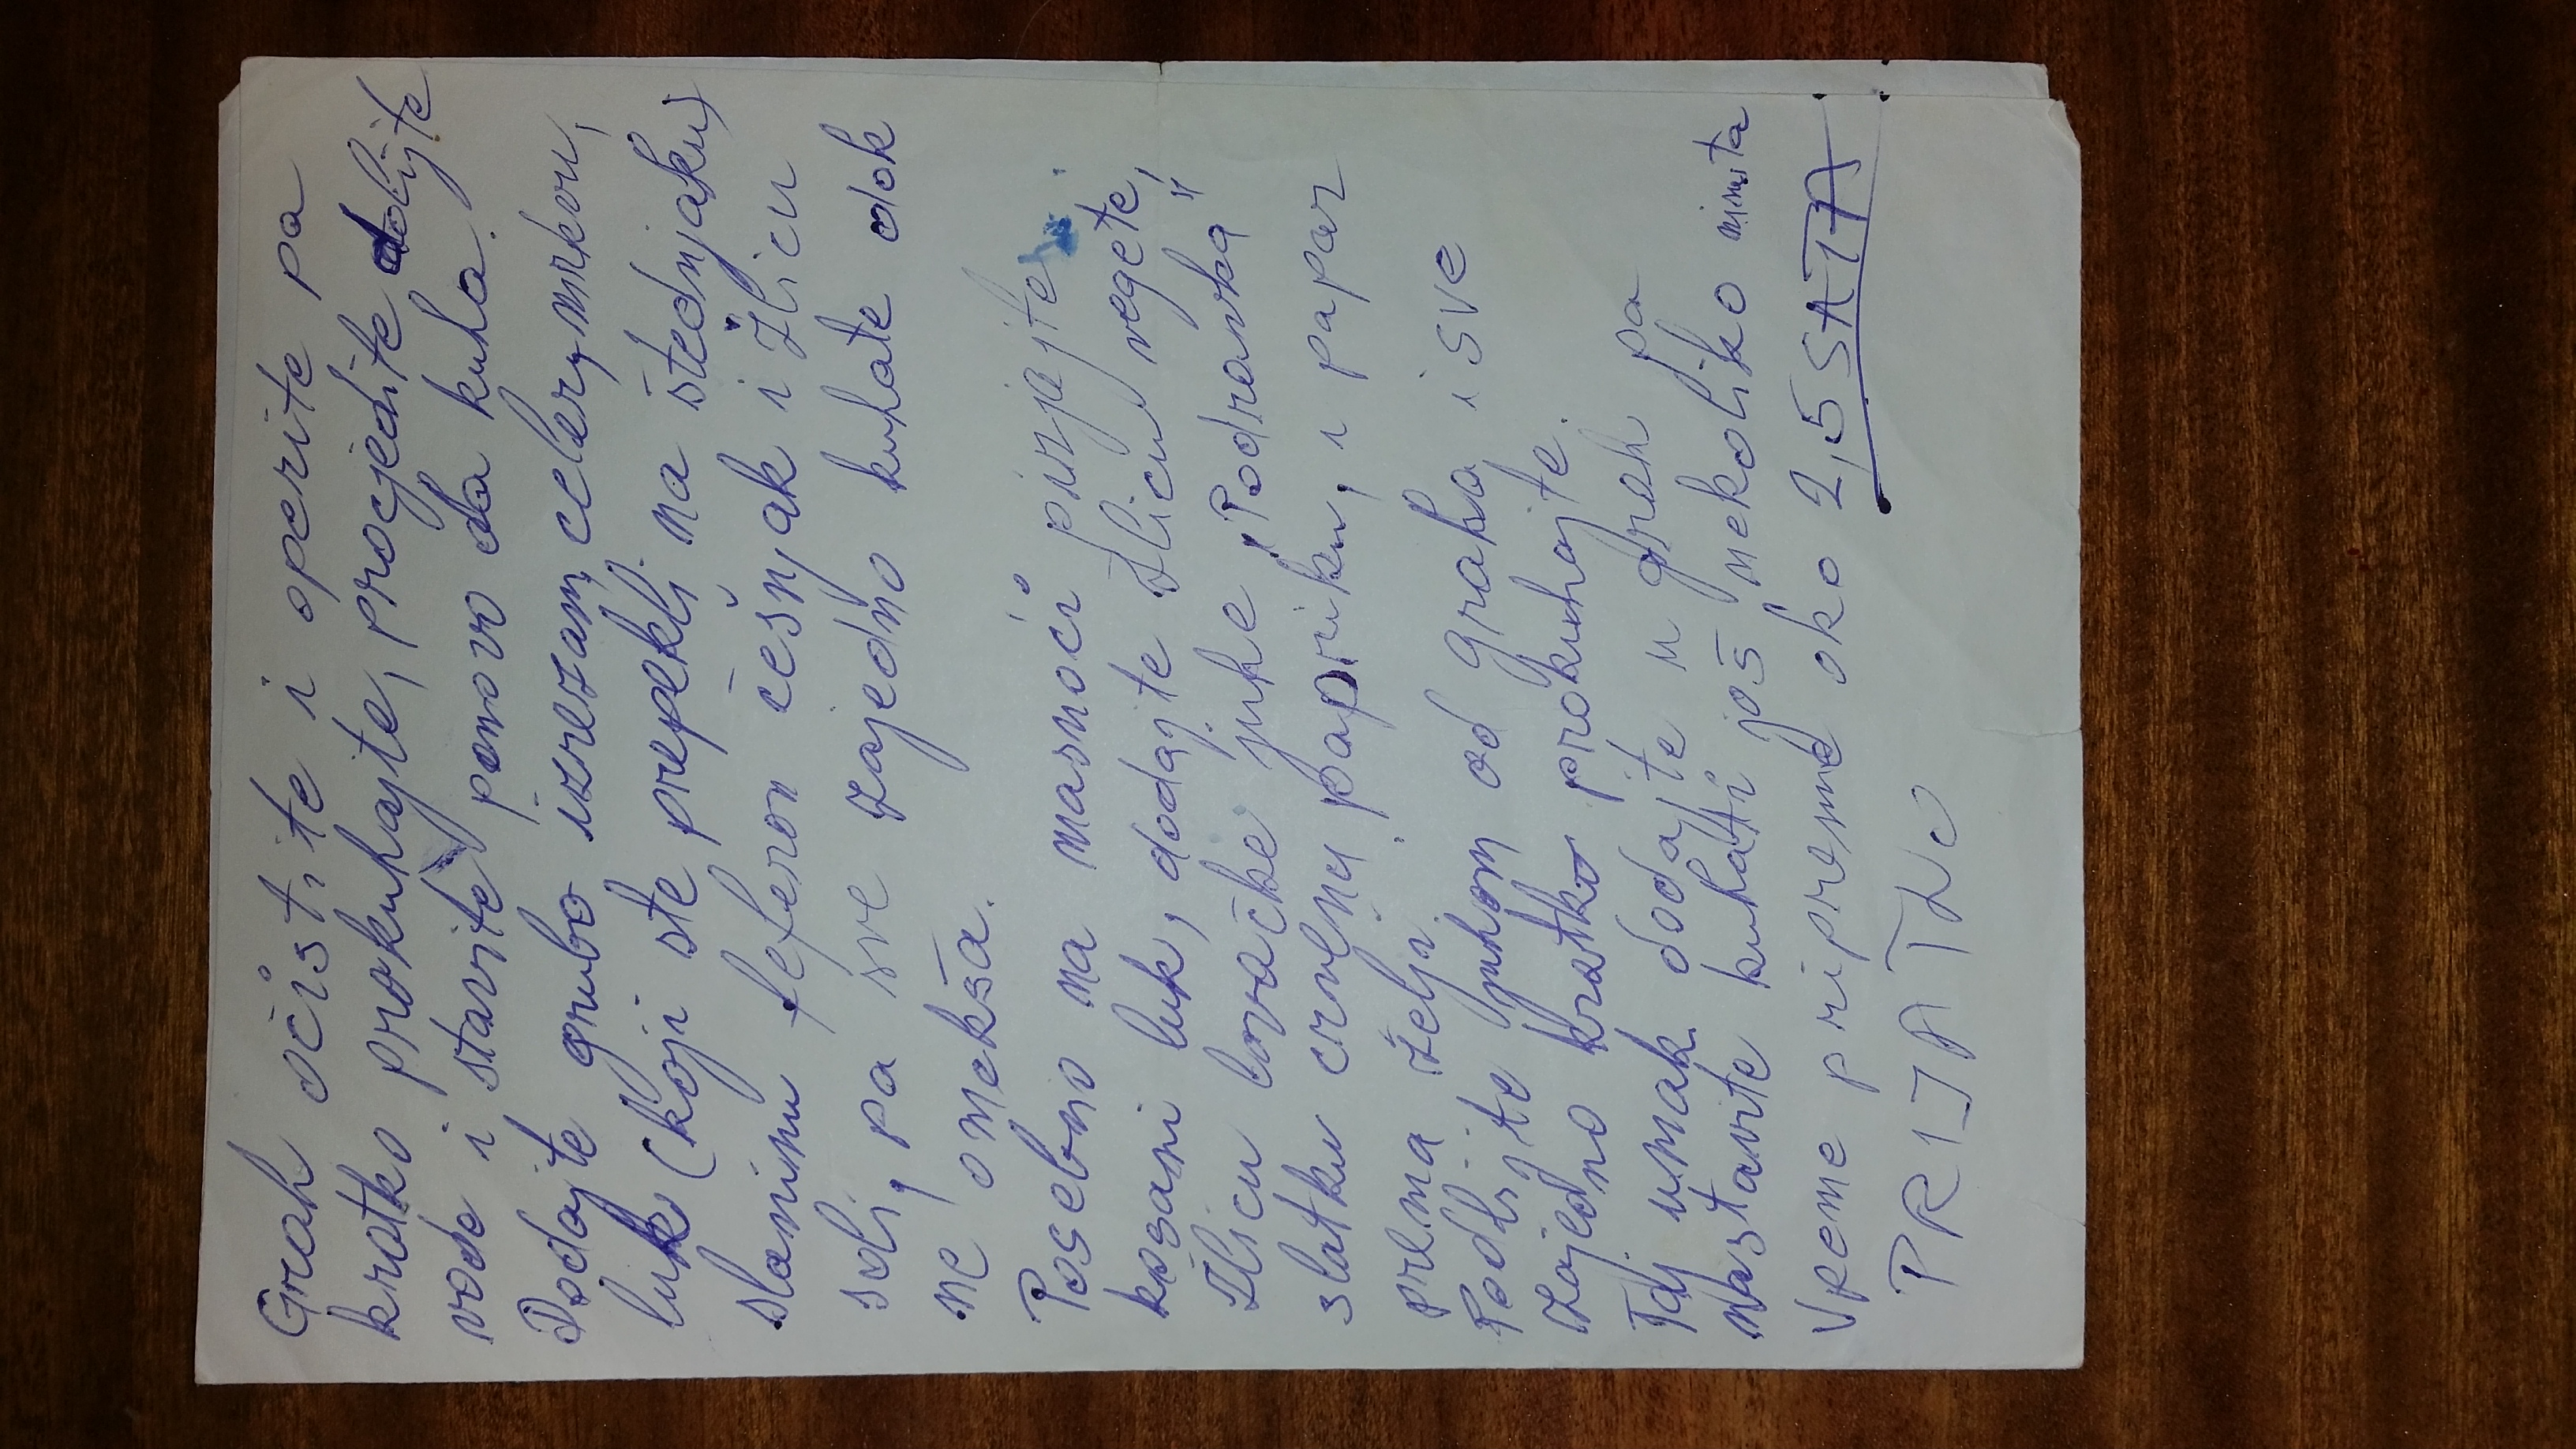 Grah očistite i operite pa
kratko prokuhajte, procjedite dolijte
vode i stavite ponovo da kuha.
Dodajte grubo izrezam, celer, mrkvu,
luk (koji ste prepekli na štednjaku)
slaninu feferon češnjak i žlicu
soli, pa sve zajedno kuhate dok
ne omekša.
Posebno na masnoći pirjajte
kosani luk, dodajte žlicu vegete,
žlicu lovačke juhe „Podravka"
slatku crvenu papriku, i papar
prema želji.
Podlijte juhom od graha i sve
zajedno kratko prokuhajte.
Taj umak dodajte u grah pa
nastavite kuhati još nekoliko minuta
Vreme pripreme oko 2,5 SATA
PRIJATNO